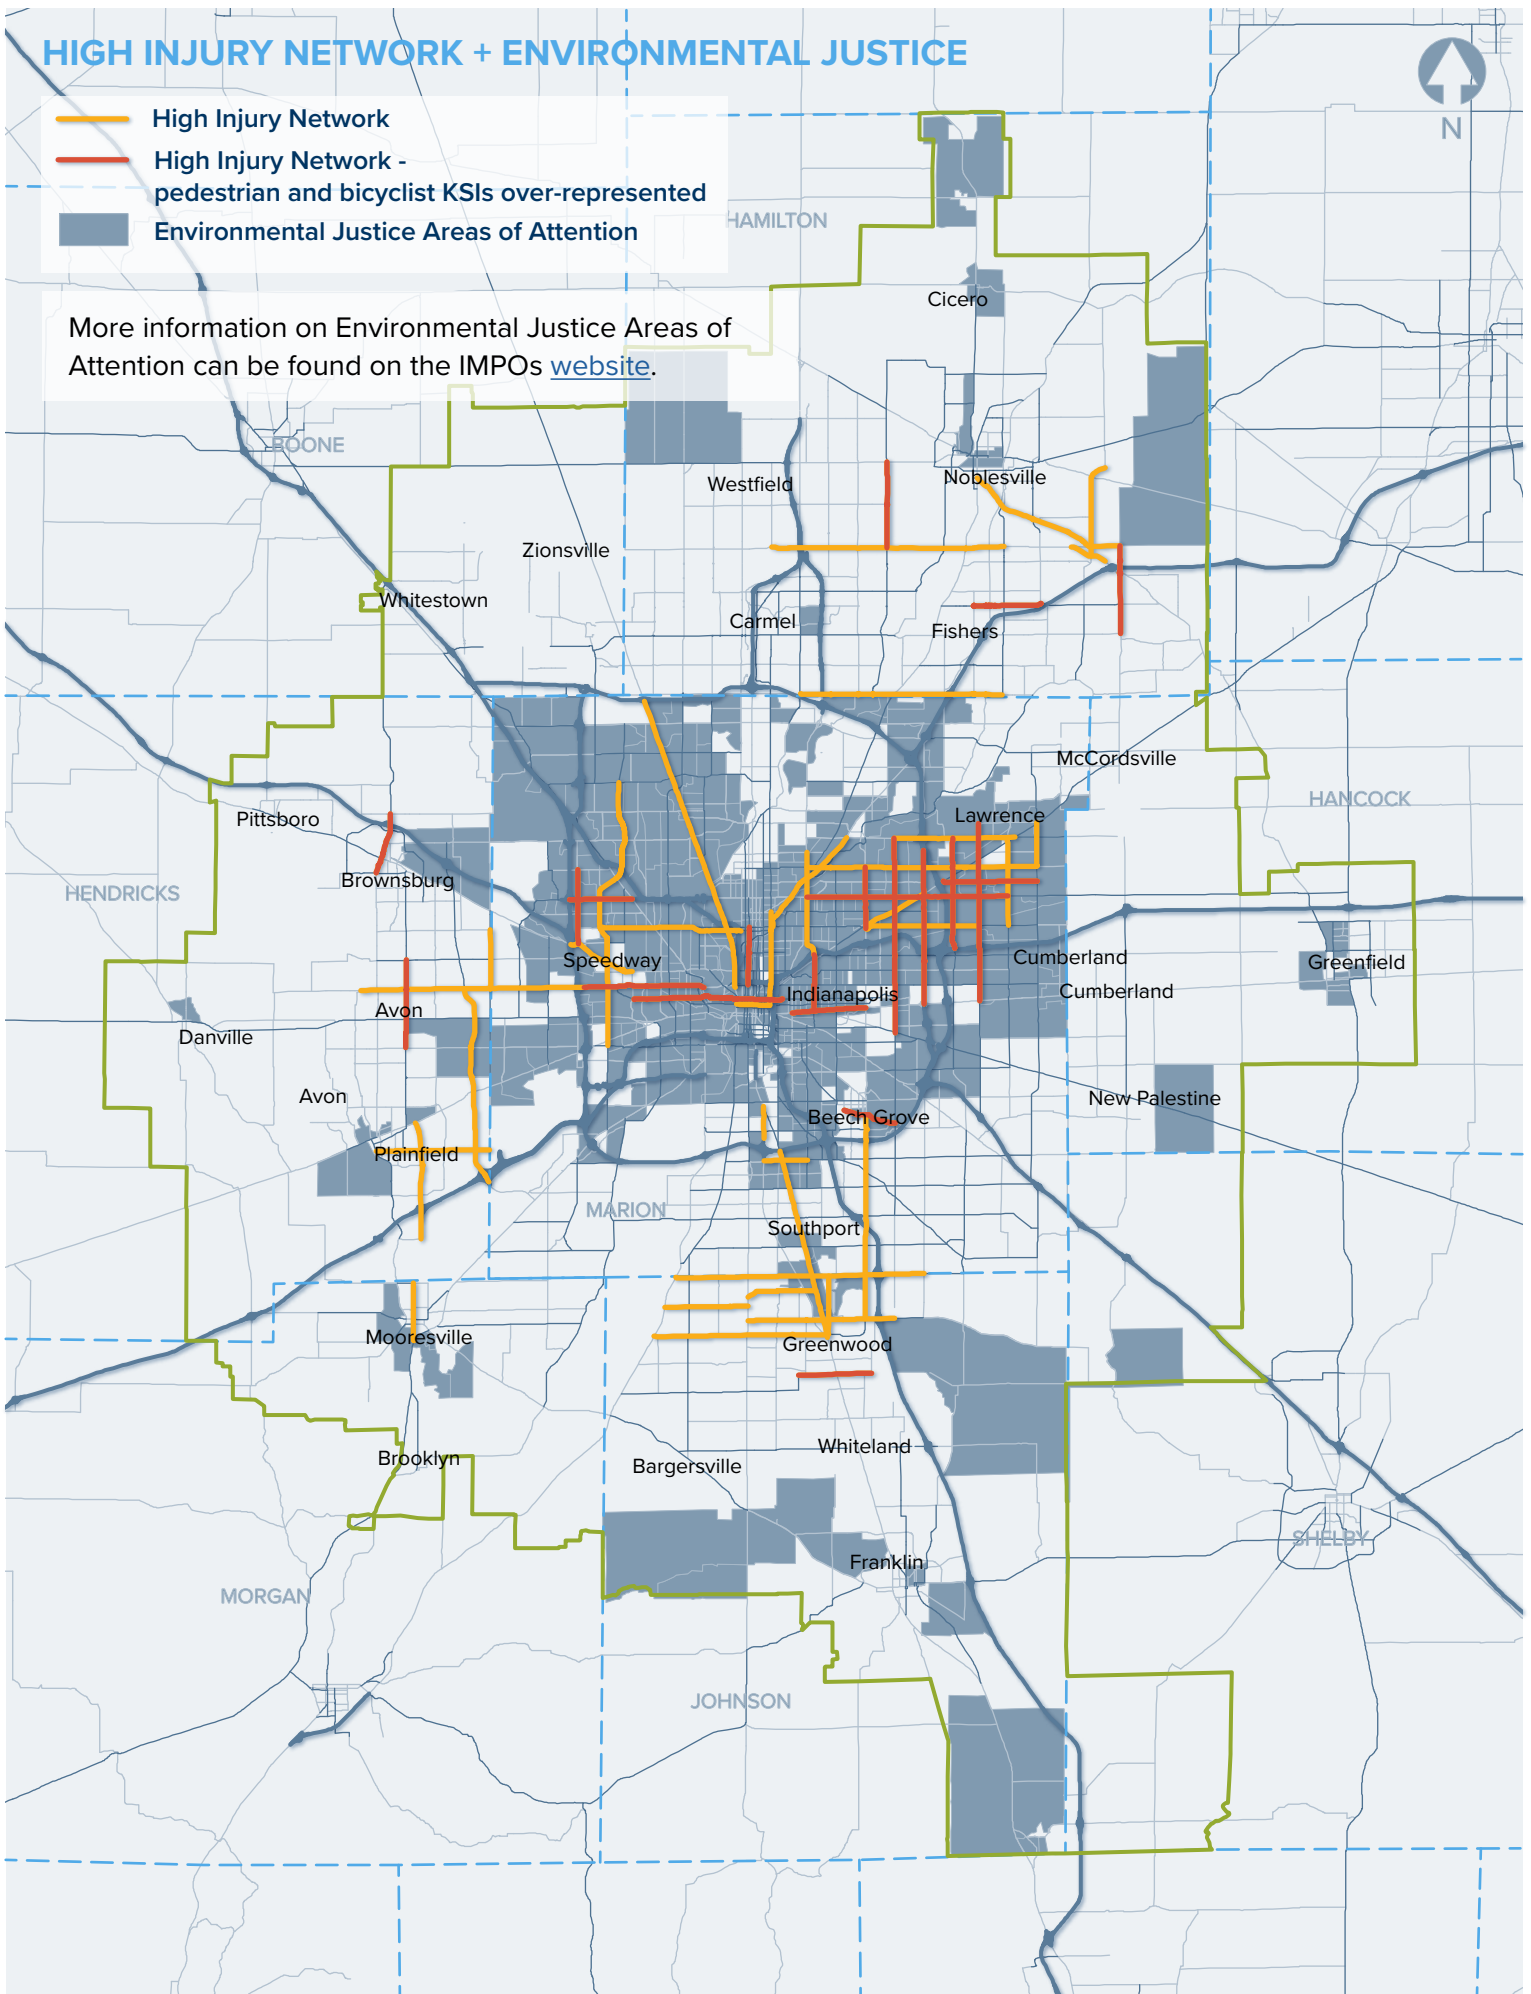 HIGH INJURY NETWORK + ENVIRONMENTAL JUSTICE
High Injury Network
High Injury Network -
pedestrian and bicyclist KSIs over-represented
Environmental Justice Areas of Attention
N
More information on Environmental Justice Areas of
Attention can be found on the IMPOs website.
HAMILTON
Cicero
BOONE
Westfield
Noblesville
Zionsville
Whitestown
Carmel
Fishers
McCordsville
HANCOCK
Pittsboro
Lawrence
Brownsburg
HENDRICKS
Speedway
Cumberland
Greenfield
Indianapolis
Cumberland
Avon
Danville
Avon
New Palestine
Beech Grove
Plainfield
MARION
Southport
Mooresville
Greenwood
Whiteland
Brooklyn
Bargersville
SHELBY
Franklin
MORGAN
JOHNSON